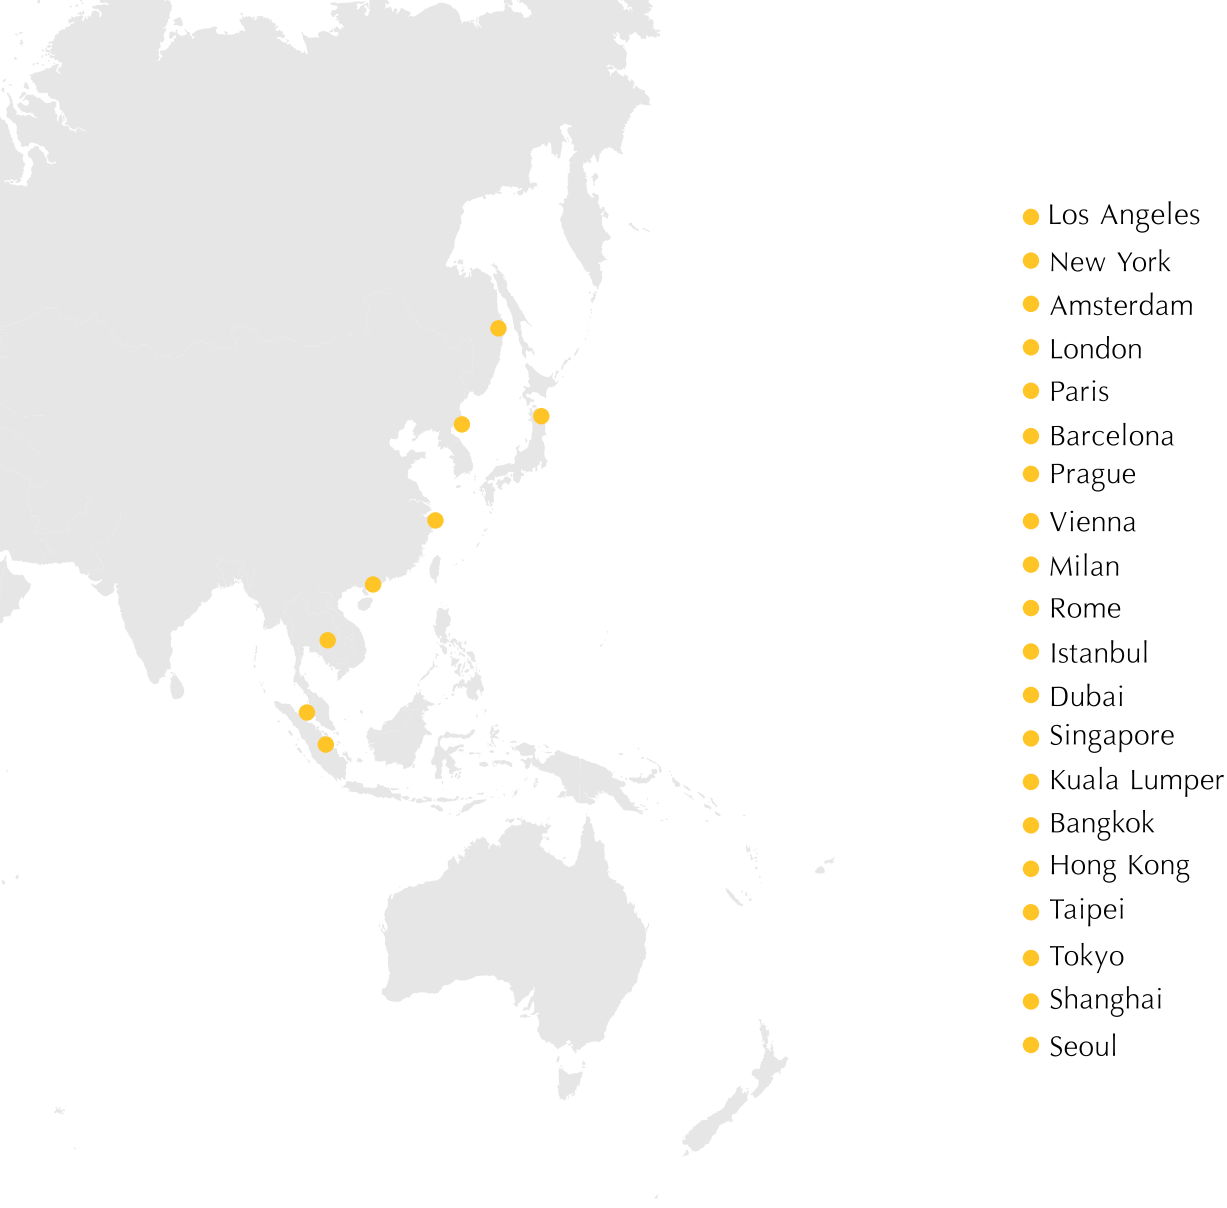 Los Angeles
New York
Amsterdam
London
Paris
Barcelona
Prague
Vienna
Milan
Rome
Istanbul
Dubai
Singapore
Kuala Lumper
Bangkok
Hong Kong
Taipei
Tokyo
Shanghai
Seoul